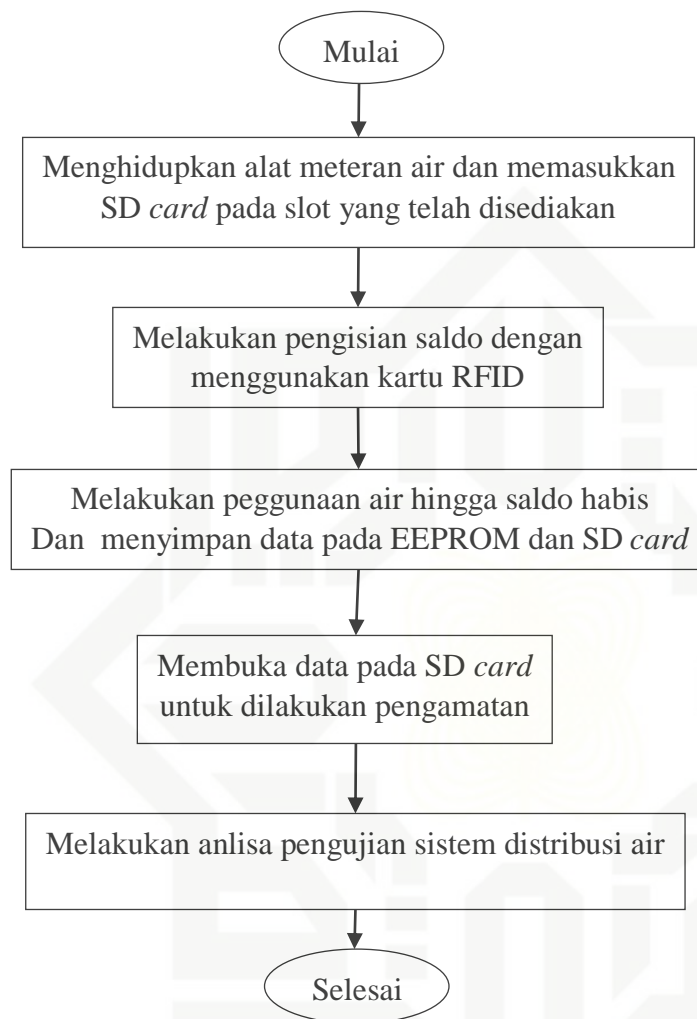 Mulai
Menghidupkan alat meteran air dan memasukkan
SD card pada slot yang telah disediakan
Melakukan pengisian saldo dengan
menggunakan kartu RFID
Melakukan peggunaan air hingga saldo habis
Dan menyimpan data pada EEPROM dan SD card
Membuka data pada SD card
untuk dilakukan pengamatan
Melakukan anlisa pengujian sistem distribusi air
Selesai